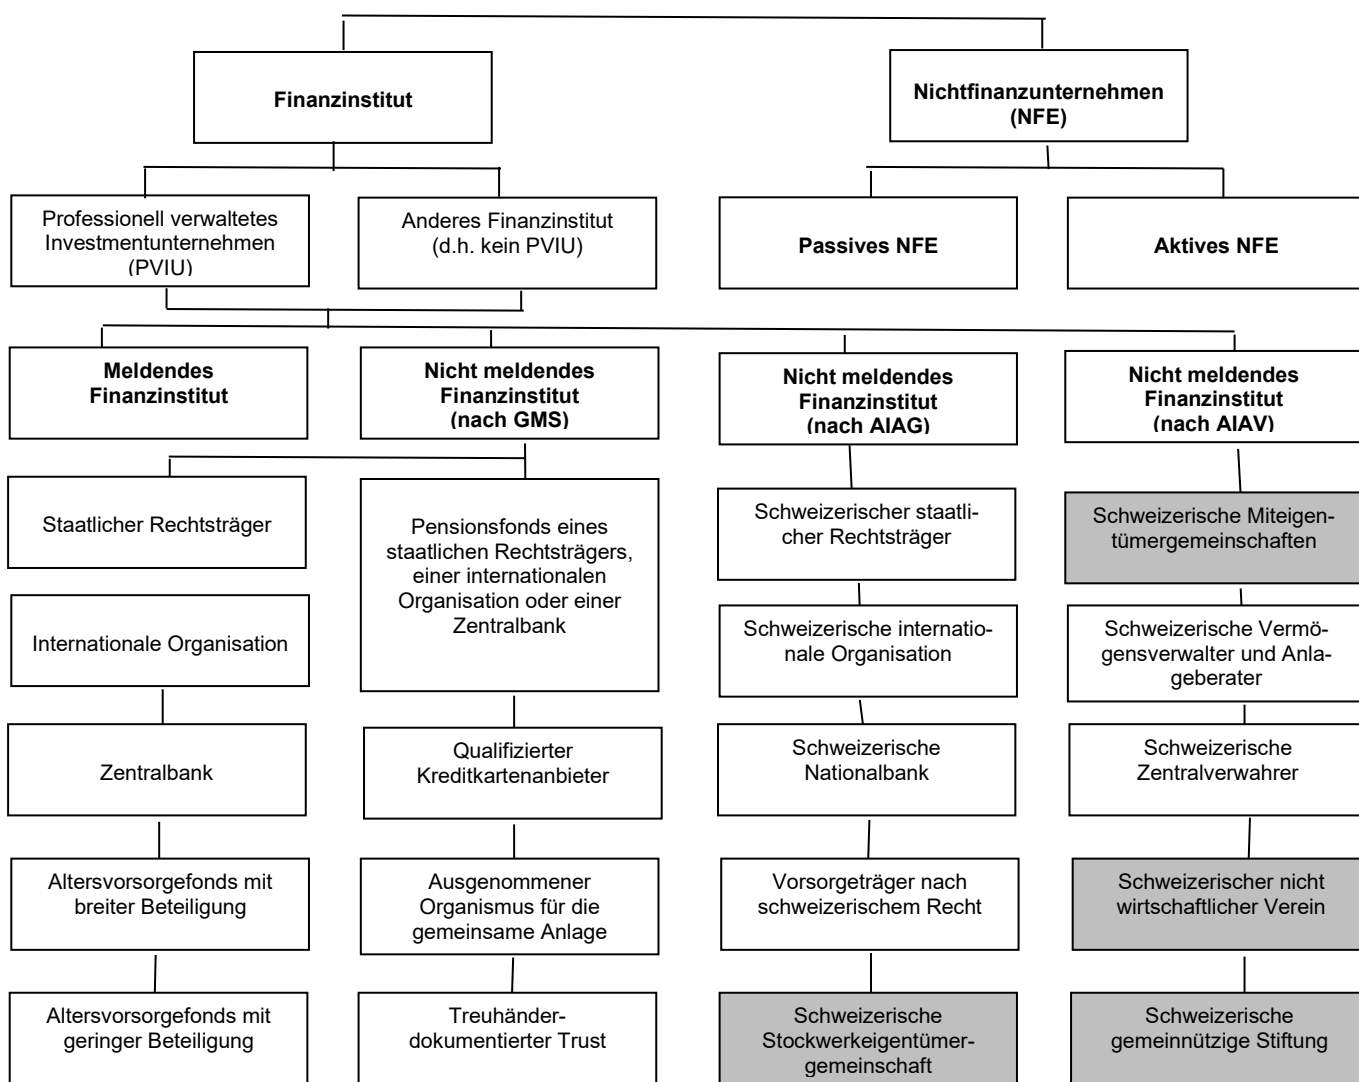 Finanzinstitut
Nichtfinanzunternehmen
(NFE)
Professionell verwaltetes
Investmentunternehmen
(PVIU)
Anderes Finanzinstitut
(d.h. kein PVIU)
Passives NFE
Aktives NFE
Meldendes
Finanzinstitut
Nicht meldendes
Finanzinstitut
(nach GMS)
Nicht meldendes
Finanzinstitut
(nach AIAG)
Nicht meldendes
Finanzinstitut
(nach AIAV)
Staatlicher Rechtsträger
Pensionsfonds eines
staatlichen Rechtsträgers,
einer internationalen
Organisation oder einer
Zentralbank
Schweizerischer staatli-
cher Rechtsträger
Schweizerische Miteigen-
tümergemeinschaften
Internationale Organisation
Schweizerische internatio-
nale Organisation
Schweizerische Vermö-
gensverwalter und Anla-
geberater
Zentralbank
Qualifizierter
Kreditkartenanbieter
Schweizerische
Nationalbank
Schweizerische
Zentralverwahrer
Altersvorsorgefonds mit
breiter Beteiligung
Ausgenommener
Organismus für die
gemeinsame Anlage
Vorsorgeträger nach
schweizerischem Recht
Schweizerischer nicht
wirtschaftlicher Verein
Altersvorsorgefonds mit
geringer Beteiligung
Treuhänder-
dokumentierter Trust
Schweizerische
Stockwerkeigentümer-
gemeinschaft
Schweizerische
gemeinnützige Stiftung